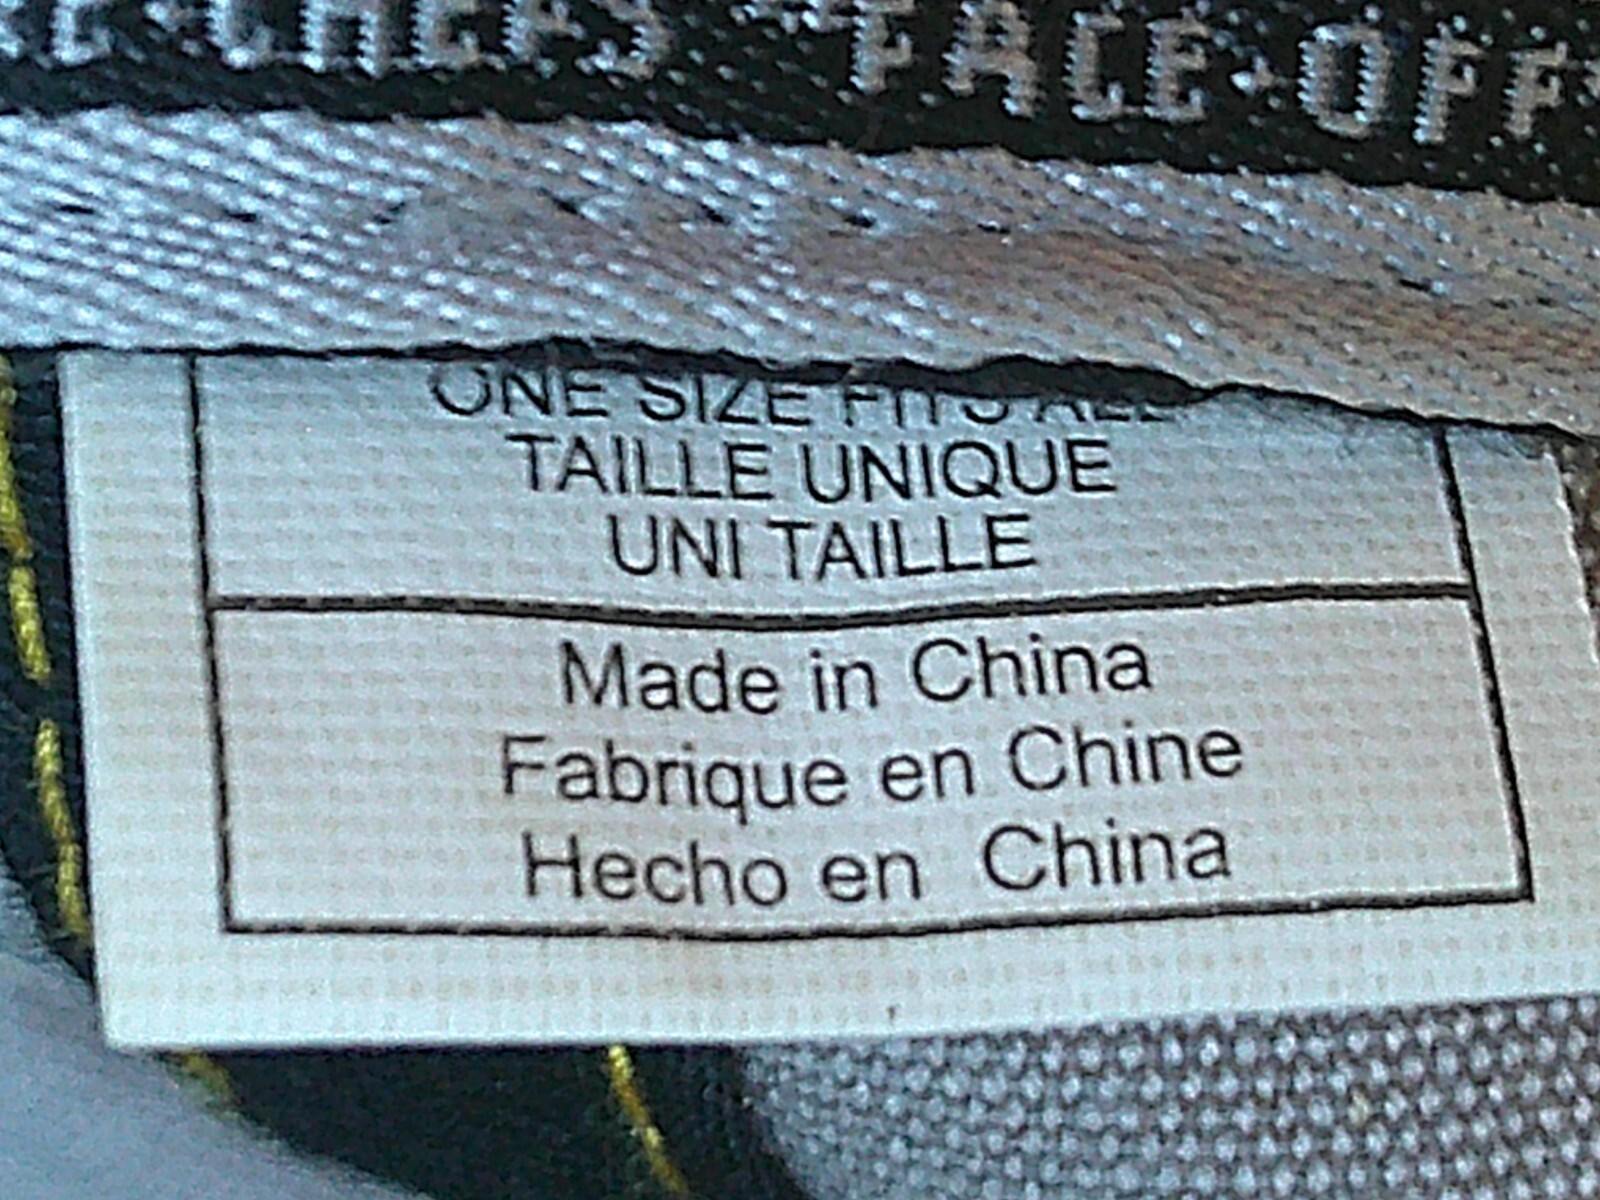 CHEFS "FACE-OFF"
ONE SIZE FITS ALL
TAILLE UNIQUE
UNI TAILLE
Made in China
Fabrique en Chine
Hecho en China